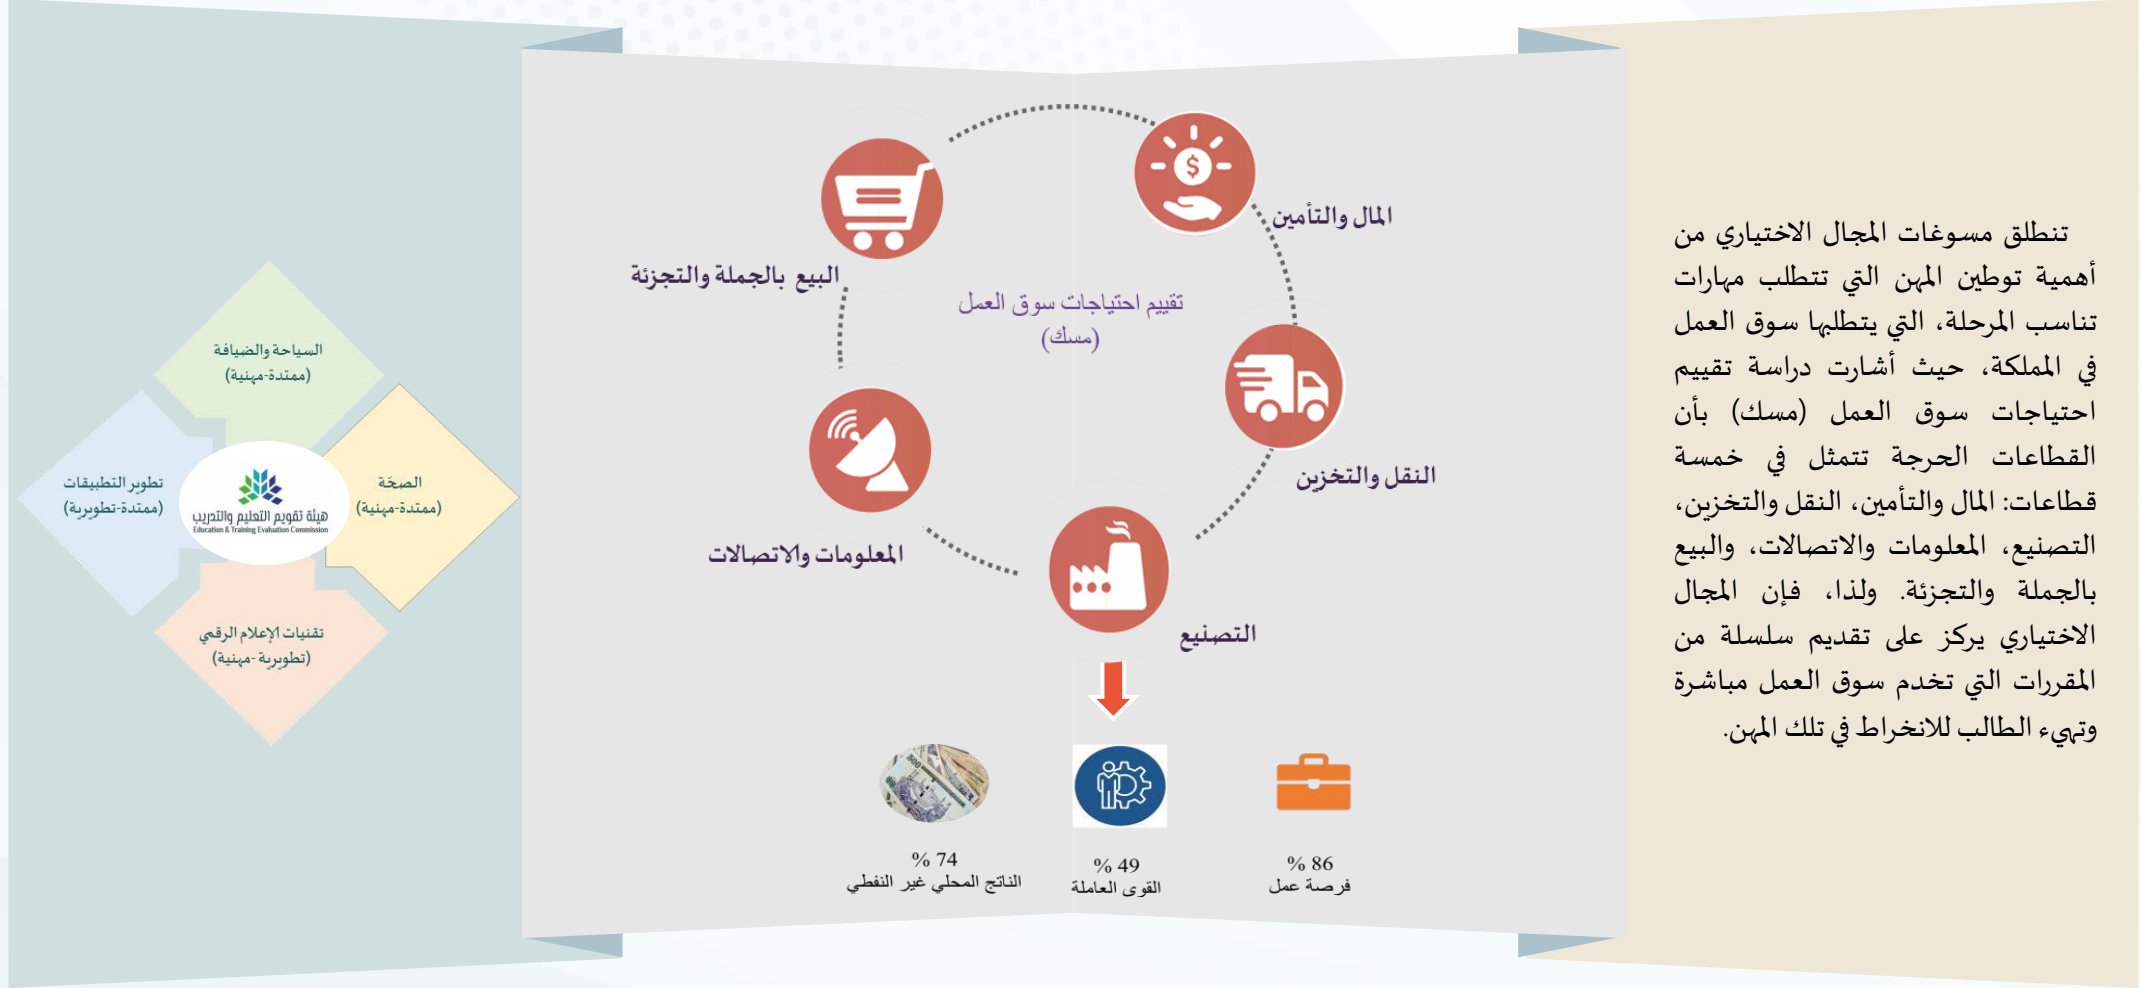 تنطلق مسوغات المجال الاختياري من
أهمية توطين المهن التي تتطلب مهارات
تناسب المرحلة، التي يتطلبها سوق العمل
في المملكة، حيث أشارت دراسة تقييم
احتياجات سوق العمل (مسك) بأن
القطاعات الحرجة تتمثل في خمسة
قطاعات: المال والتأمين، النقل والتخزين،
التصنيع، المعلومات والاتصالات، والبيع
بالجملة والتجزئة. ولذا، فإن المجال
الاختياري يركز على تقديم سلسلة من
المقررات التي تخدم سوق العمل مباشرة
وتهيء الطالب للانخراط في تلك المهن.
المال والتأمين
البيع بالجملة والتجزئة
تقييم احتياجات سوق العمل
(مسك)
النقل والتخزين
المعلومات والاتصالات
التصنيع
% 86
فرصة عمل
% 49
القوى العاملة
% 74
الناتج المحلي غير النفطي
السياحة والضيافة
(ممتدة-مهنية)
الصحّة
(ممتدة-مهنية)
هيئة تقويم التعليم والتدريب
Education & Training Evaluation Commission
تطوير التطبيقات
(ممتدة-تطويرية)
تقنيات الإعلام الرقمي
(تطويرية -مهنية)